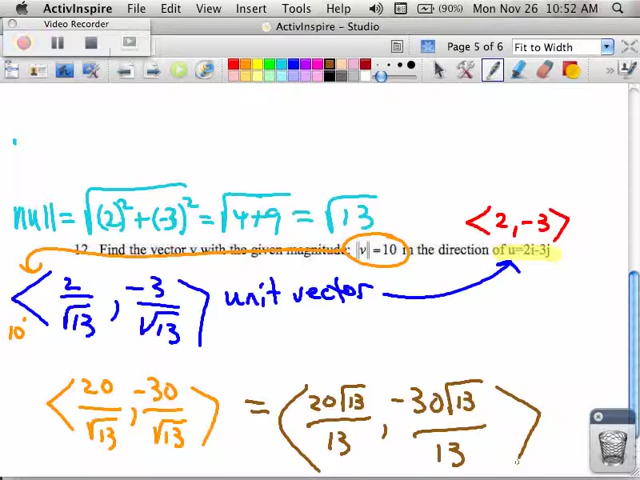 ActivInspire File Edit View Insert Tools Help (90%) Mon Nov 26 10:52 AM
Video Recorder
ActivInspire - Studio
Page 5 of 6 Fit to Width
||u||=√(2)²+(-3)² = √4+9 = √13
<2,-3>
12. Find the vector v with the given magnitude: ||v|| =10 in the direction of u=2i-3j
<2/√13, -3/√13> unit vector
10
<20/√13, -30/√13> = <20√13/13, -30√13/13>